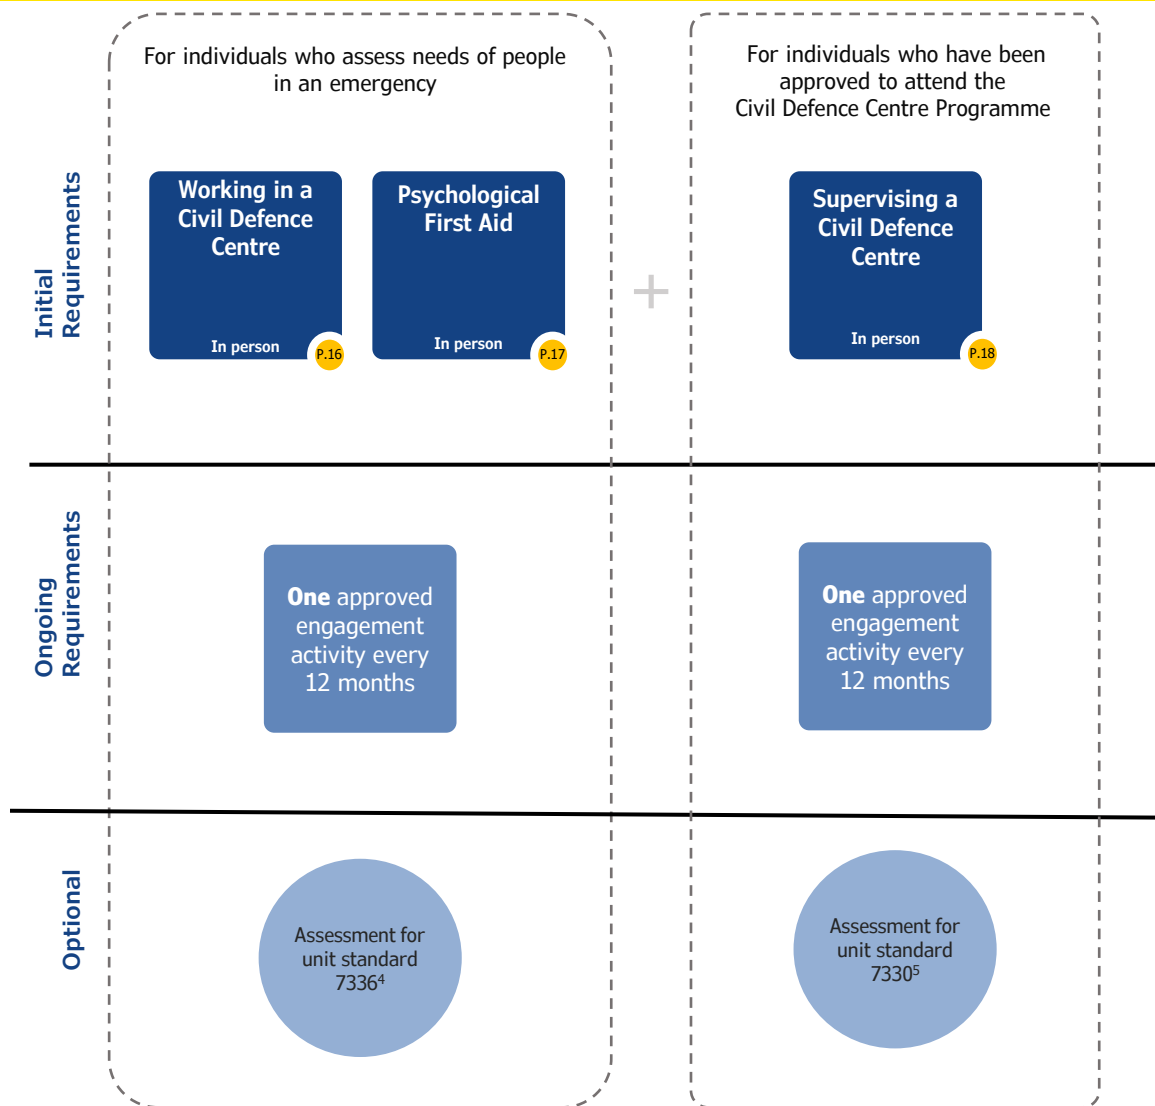 For individuals who assess needs of people
in an emergency
For individuals who have been
approved to attend the
Civil Defence Centre Programme
Initial
Requirements
Working in a
Civil Defence
Centre
In person
P.16
Psychological
First Aid
In person
P.17
+
Supervising a
Civil Defence
Centre
In person
P.18
Ongoing
Requirements
One approved
engagement
activity every
12 months
One approved
engagement
activity every
12 months
Optional
Assessment for
unit standard
7336⁴
Assessment for
unit standard
7330⁵